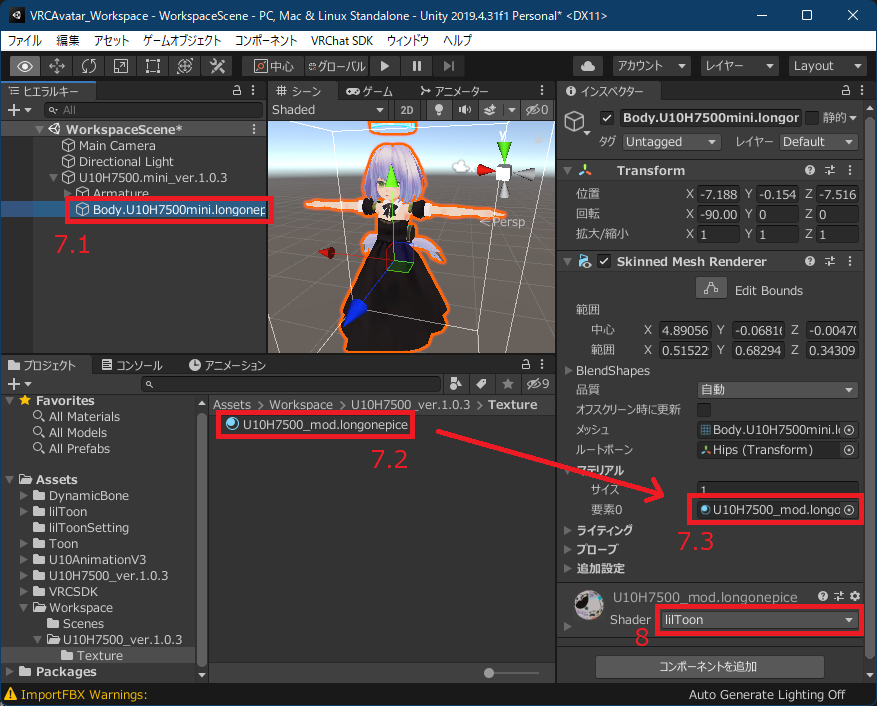 VRCAvatar_Workspace - WorkspaceScene - PC, Mac & Linux Standalone - Unity 2019.4.31f1 Personal* <DX11>
ファイル 編集 アセット ゲームオブジェクト コンポーネント VRChat SDK ウィンドウ ヘルプ
中心 グローバル アカウント レイヤー Layout
ヒエラルキー
All
WorkspaceScene*
Main Camera
Directional Light
U10H7500.mini_ver.1.0.3
Armature
Body.U10H7500mini.longonep
7.1
シーン ゲーム アニメーター
Shaded 2D 0
y
Persp
プロジェクト コンソール アニメーション
9
Favorites
All Materials
All Models
All Prefabs
Assets
DynamicBone
lilToon
lilToonSetting
Toon
U10AnimationV3
U10H7500_ver.1.0.3
VRCSDK
Workspace
Scenes
U10H7500_ver.1.0.3
Texture
Packages
Assets > Workspace > U10H7500_ver.1.0.3 > Texture
U10H7500_mod.longonepice
7.2
インスペクター
Body.U10H7500mini.longor 静的
タグ Untagged レイヤー Default
Transform
位置 X -7.188 Y -0.154 Z -7.516
回転 X -90.00 Y 0 Z 0
拡大/縮小 X 1 Y 1 Z 1
Skinned Mesh Renderer
Edit Bounds
範囲
中心 X 4.89056 Y -0.0681 Z -0.00470
範囲 X 0.51522 Y 0.68294 Z 0.34309
BlendShapes
品質 自動
オフスクリーン時に更新
メッシュ Body.U10H7500mini.l
ルートボーン Hips (Transform)
マテリアル
サイズ 1
要素0 U10H7500_mod.longo
7.3
ライティング
プローブ
追加設定
U10H7500_mod.longonepice
Shader lilToon
8
コンポーネントを追加
ImportFBX Warnings:
Auto Generate Lighting Off